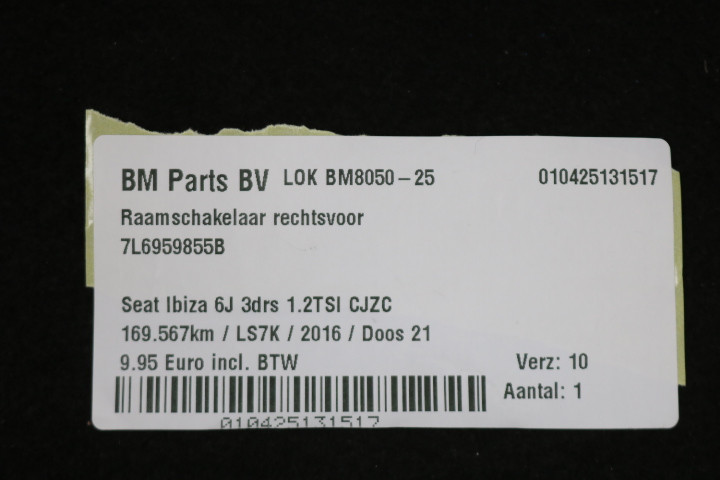 BM Parts BV LOK BM8050-25 010425131517
Raamschakelaar rechtsvoor
7L6959855B
Seat Ibiza 6J 3drs 1.2TSI CJZC
169.567km / LS7K / 2016 / Doos 21
9.95 Euro incl. BTW Verz: 10
Aantal: 1
010425131517